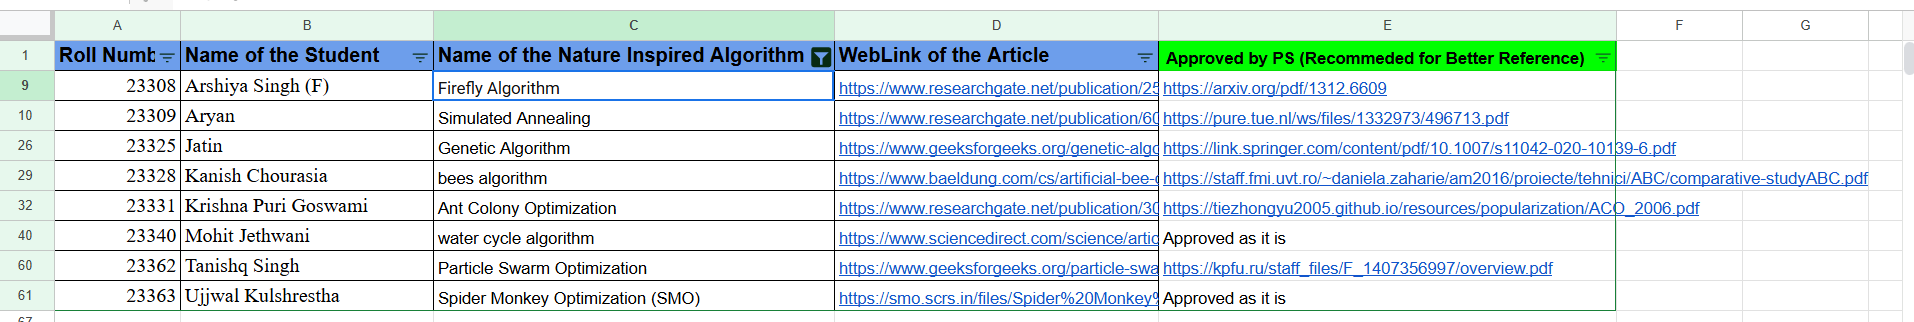 A B C D E F G
1 Roll Numb Name of the Student Name of the Nature Inspired Algorithm WebLink of the Article Approved by PS (Recommeded for Better Reference)
9 23308 Arshiya Singh (F) Firefly Algorithm https://www.researchgate.net/publication/25 https://arxiv.org/pdf/1312.6609
10 23309 Aryan Simulated Annealing https://www.researchgate.net/publication/60 https://pure.tue.nl/ws/files/1332973/496713.pdf
26 23325 Jatin Genetic Algorithm https://www.geeksforgeeks.org/genetic-algo https://link.springer.com/content/pdf/10.1007/s11042-020-10139-6.pdf
29 23328 Kanish Chourasia bees algorithm https://www.baeldung.com/cs/artificial-bee-c https://staff.fmi.uvt.ro/~daniela.zaharie/am2016/proiecte/tehnici/ABC/comparative-studyABC.pdf
32 23331 Krishna Puri Goswami Ant Colony Optimization https://www.researchgate.net/publication/30 https://tiezhongyu2005.github.io/resources/popularization/ACO_2006.pdf
40 23340 Mohit Jethwani water cycle algorithm https://www.sciencedirect.com/science/artic Approved as it is
60 23362 Tanishq Singh Particle Swarm Optimization https://www.geeksforgeeks.org/particle-swa https://kpfu.ru/staff_files/F_1407356997/overview.pdf
61 23363 Ujjwal Kulshrestha Spider Monkey Optimization (SMO) https://smo.scrs.in/files/Spider%20Monkey% Approved as it is